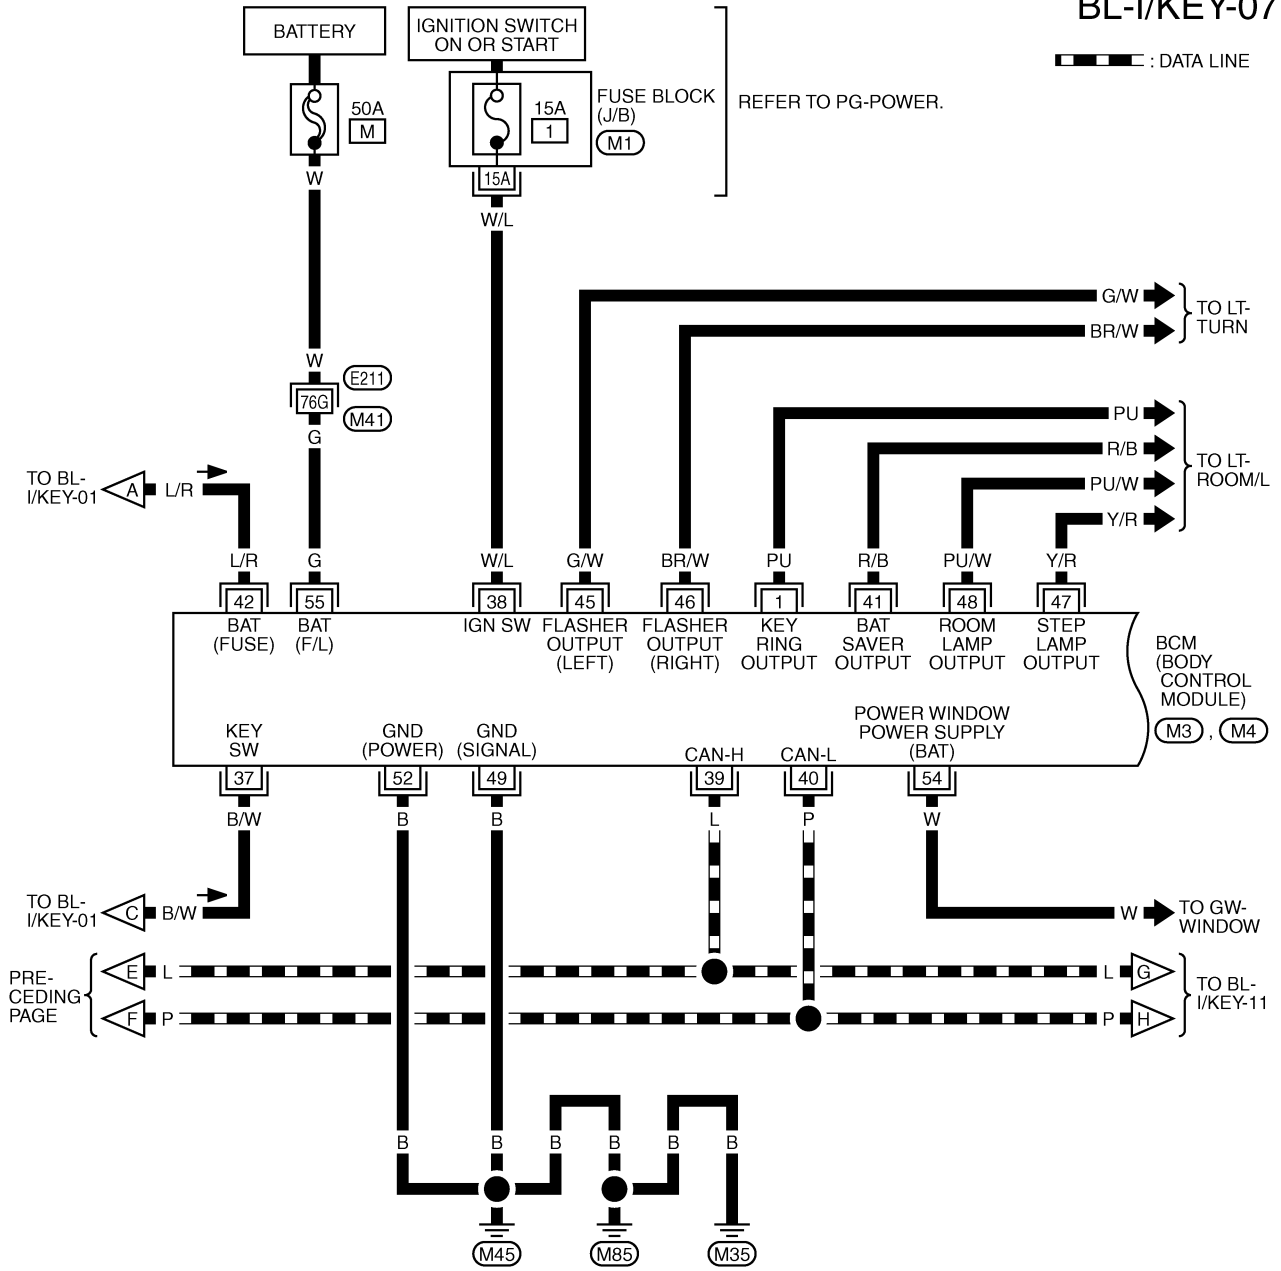 BL-I/KEY-07
BATTERY
IGNITION SWITCH
ON OR START
: DATA LINE
50A
M
15A
1
FUSE BLOCK
(J/B)
M1
REFER TO PG-POWER.
15A
W
W/L
G/W
BR/W
TO LT-
TURN
W
E211
76G
M41
G
PU
R/B
PU/W
Y/R
TO LT-
ROOM/L
TO BL-
I/KEY-01
A
L/R
L/R
G
W/L
G/W
BR/W
PU
R/B
PU/W
Y/R
42
55
38
45
46
1
41
48
47
BAT
(FUSE)
BAT
(F/L)
IGN SW
FLASHER
OUTPUT
(LEFT)
FLASHER
OUTPUT
(RIGHT)
KEY
RING
OUTPUT
BAT
SAVER
OUTPUT
ROOM
LAMP
OUTPUT
STEP
LAMP
OUTPUT
BCM
(BODY
CONTROL
MODULE)
M3 , M4
KEY
SW
GND
(POWER)
GND
(SIGNAL)
CAN-H
CAN-L
POWER WINDOW
POWER SUPPLY
(BAT)
37
52
49
39
40
54
B/W
B
B
L
P
W
TO BL-
I/KEY-01
C
B/W
W
TO GW-
WINDOW
PRE-
CEDING
PAGE
E
L
F
P
L
G
P
H
TO BL-
I/KEY-11
B
B
B
B
B
B
M45
M85
M35